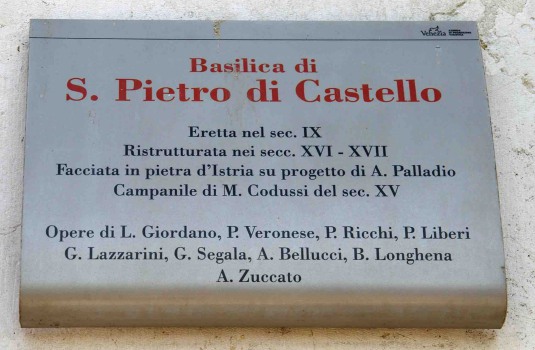 Venezia
Basilica di
S. Pietro di Castello
Eretta nel sec. IX
Ristrutturata nei secc. XVI - XVII
Facciata in pietra d'Istria su progetto di A. Palladio
Campanile di M. Codussi del sec. XV
Opere di L. Giordano, P. Veronese, P. Ricchi, P. Liberi
G. Lazzarini, G. Segala, A. Bellucci, B. Longhena
A. Zuccato